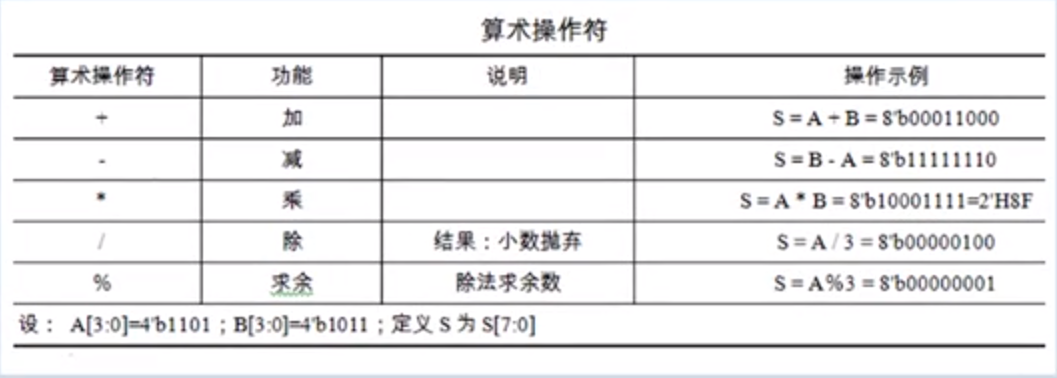 算术操作符
算术操作符 功能 说明 操作示例
+ 加 S = A + B = 8'b00011000
- 减 S = B - A = 8'b11111110
* 乘 S = A * B = 8'b10001111=2'H8F
/ 除 结果：小数抛弃 S = A / 3 = 8'b00000100
% 求余 除法求余数 S = A%3 = 8'b00000001
设： A[3:0]=4'b1101；B[3:0]=4'b1011；定义 S 为 S[7:0]